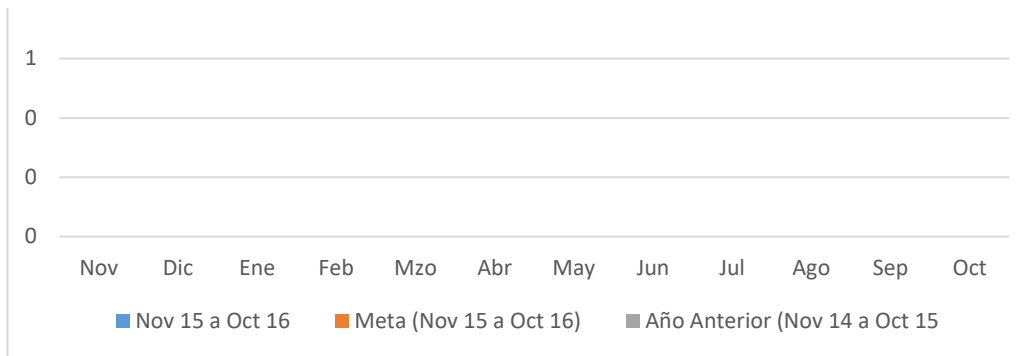 1
0
0
0
Nov Dic Ene Feb Mzo Abr May Jun Jul Ago Sep Oct
Nov 15 a Oct 16 Meta (Nov 15 a Oct 16) Año Anterior (Nov 14 a Oct 15